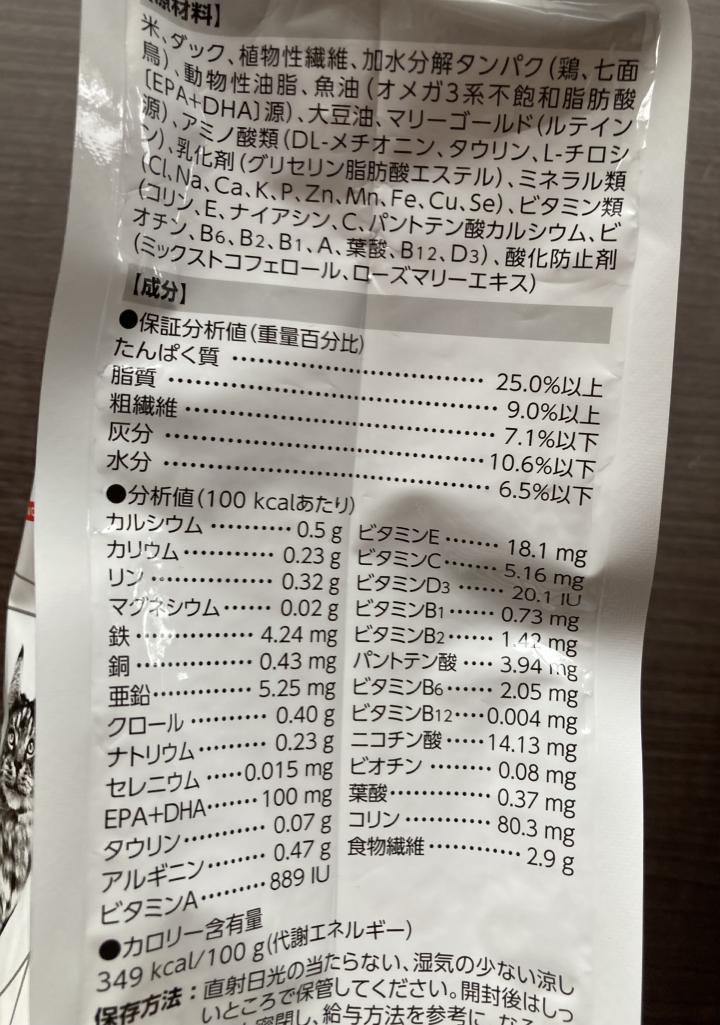 原材料】
米、ダック、植物性繊維、加水分解タンパク(鶏、七面
鳥)、動物性油脂、魚油(オメガ3系不飽和脂肪酸
〔EPA+DHA〕源)、大豆油、マリーゴールド(ルテイン
源)、アミノ酸類(DL-メチオニン、タウリン、L-チロシ
ン)、乳化剤(グリセリン脂肪酸エステル)、ミネラル類
(Cl、Na、Ca、K、P、Zn、Mn、Fe、Cu、Se)、ビタミン類
(コリン、E、ナイアシン、C、パントテン酸カルシウム、ビ
オチン、B6、B2、B1、A、葉酸、B12、D3)、酸化防止剤
(ミックストコフェロール、ローズマリーエキス)
【成分】
●保証分析値(重量百分比)
たんぱく質 ……………………… 25.0%以上
脂質 ……………………………… 9.0%以上
粗繊維 …………………………… 7.1%以下
灰分 ……………………………… 10.6%以下
水分 ……………………………… 6.5%以下
●分析値(100 kcalあたり)
カルシウム ………… 0.5 g
カリウム …………… 0.23 g
リン ………………… 0.32 g
マグネシウム …… 0.02 g
鉄 ………………… 4.24 mg
銅 ………………… 0.43 mg
亜鉛 ……………… 5.25 mg
クロール ………… 0.40 g
ナトリウム ……… 0.23 g
セレニウム ……0.015 mg
EPA+DHA……… 100 mg
タウリン ………… 0.07 g
アルギニン ……… 0.47 g
ビタミンA ……… 889 IU
ビタミンE ……… 18.1 mg
ビタミンC ……… 5.16 mg
ビタミンD3 …… 20.1 IU
ビタミンB1 …… 0.73 mg
ビタミンB2 …… 1.42 mg
パントテン酸 … 3.94 mg
ビタミンB6 …… 2.05 mg
ビタミンB12 …0.004 mg
ニコチン酸 ……14.13 mg
ビオチン ……… 0.08 mg
葉酸 …………… 0.37 mg
コリン ………… 80.3 mg
食物繊維 ………… 2.9 g
●カロリー含有量
349 kcal/100 g(代謝エネルギー)
保存方法：直射日光の当たらない、湿気の少ない涼し
いところで保管してください。開封後はしっ
密閉し、給与方法を参考に、な